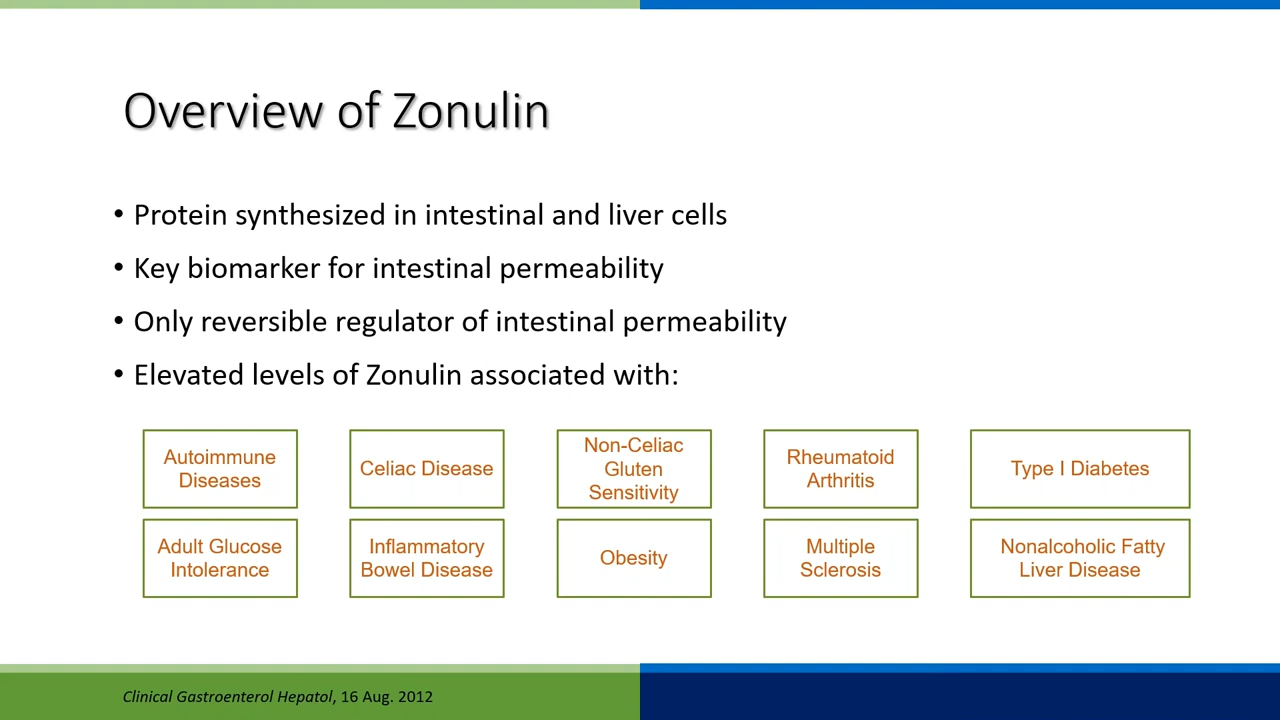 Overview of Zonulin
• Protein synthesized in intestinal and liver cells
• Key biomarker for intestinal permeability
• Only reversible regulator of intestinal permeability
• Elevated levels of Zonulin associated with:
Autoimmune
Diseases
Celiac Disease
Non-Celiac
Gluten
Sensitivity
Rheumatoid
Arthritis
Type I Diabetes
Adult Glucose
Intolerance
Inflammatory
Bowel Disease
Obesity
Multiple
Sclerosis
Nonalcoholic Fatty
Liver Disease
Clinical Gastroenterol Hepatol, 16 Aug. 2012